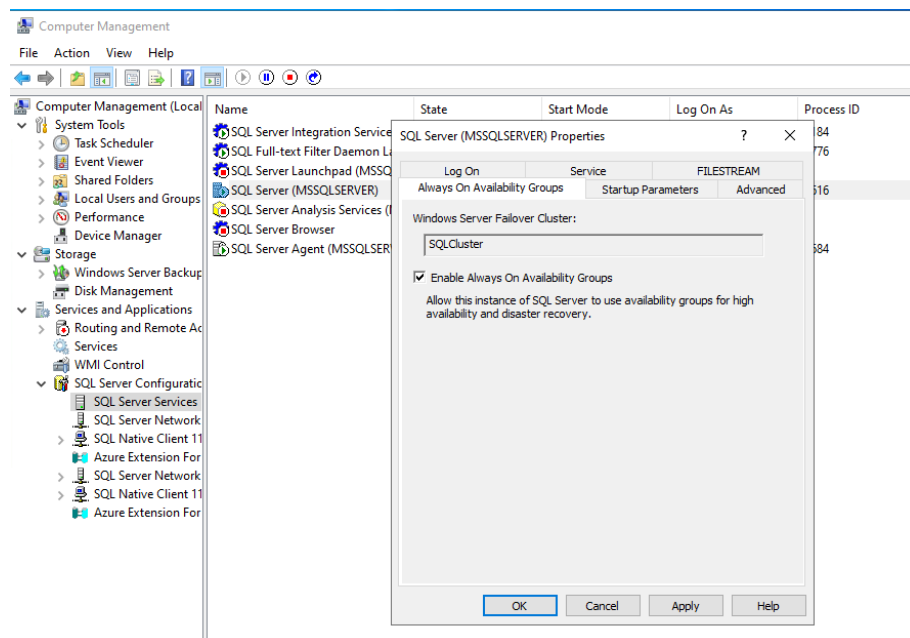 Computer Management
File Action View Help
Computer Management (Local
System Tools
Task Scheduler
Event Viewer
Shared Folders
Local Users and Groups
Performance
Device Manager
Storage
Windows Server Backup
Disk Management
Services and Applications
Routing and Remote Ac
Services
WMI Control
SQL Server Configuratic
SQL Server Services
SQL Server Network
SQL Native Client 11
Azure Extension For
SQL Server Network
SQL Native Client 11
Azure Extension For
Name State Start Mode Log On As Process ID
SQL Server Integration Service
SQL Full-text Filter Daemon La
SQL Server Launchpad (MSSQ
SQL Server (MSSQLSERVER)
SQL Server Analysis Services (
SQL Server Browser
SQL Server Agent (MSSQLSER
84
776
616
684
SQL Server (MSSQLSERVER) Properties ? ×
Log On Service FILESTREAM
Always On Availability Groups Startup Parameters Advanced
Windows Server Failover Cluster:
SQLCluster
Enable Always On Availability Groups
Allow this instance of SQL Server to use availability groups for high
availability and disaster recovery.
OK Cancel Apply Help